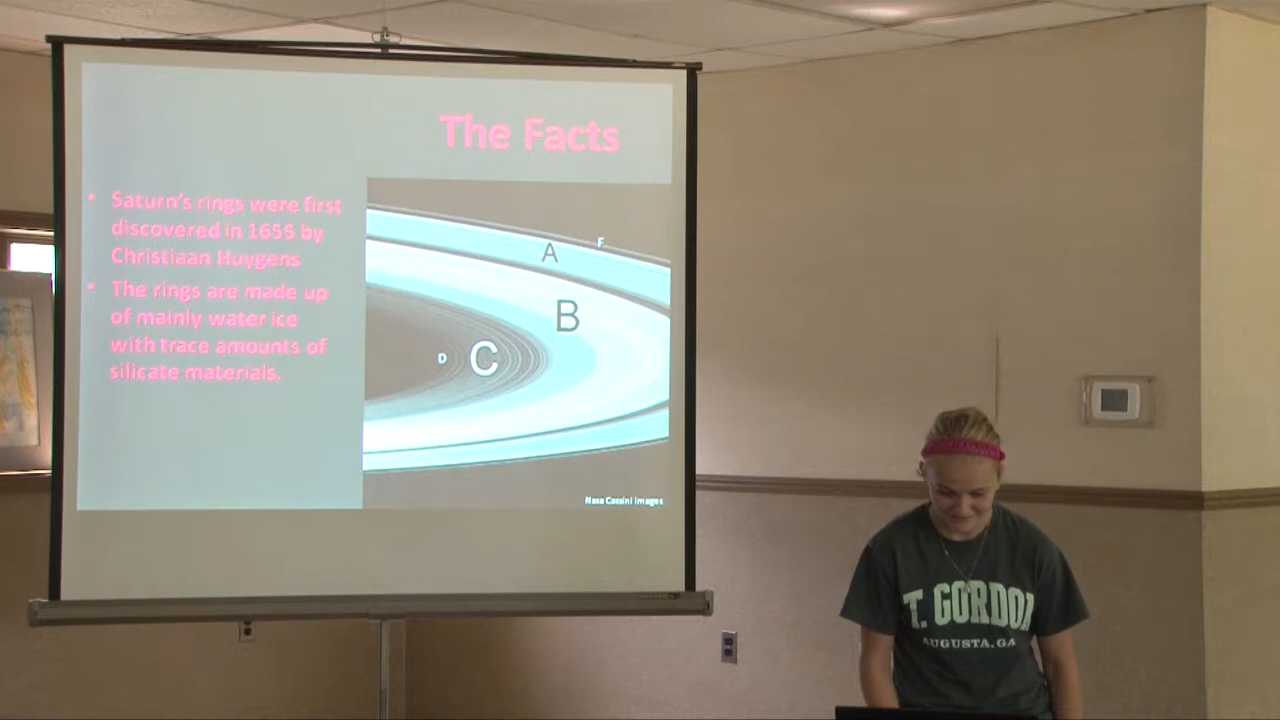 The Facts
• Saturn's rings were first
discovered in 1655 by
Christiaan Huygens
• The rings are made up
of mainly water ice
with trace amounts of
silicate materials.
F
A
B
D
C
Nasa Cassini images
T. GORDON
AUGUSTA, GA